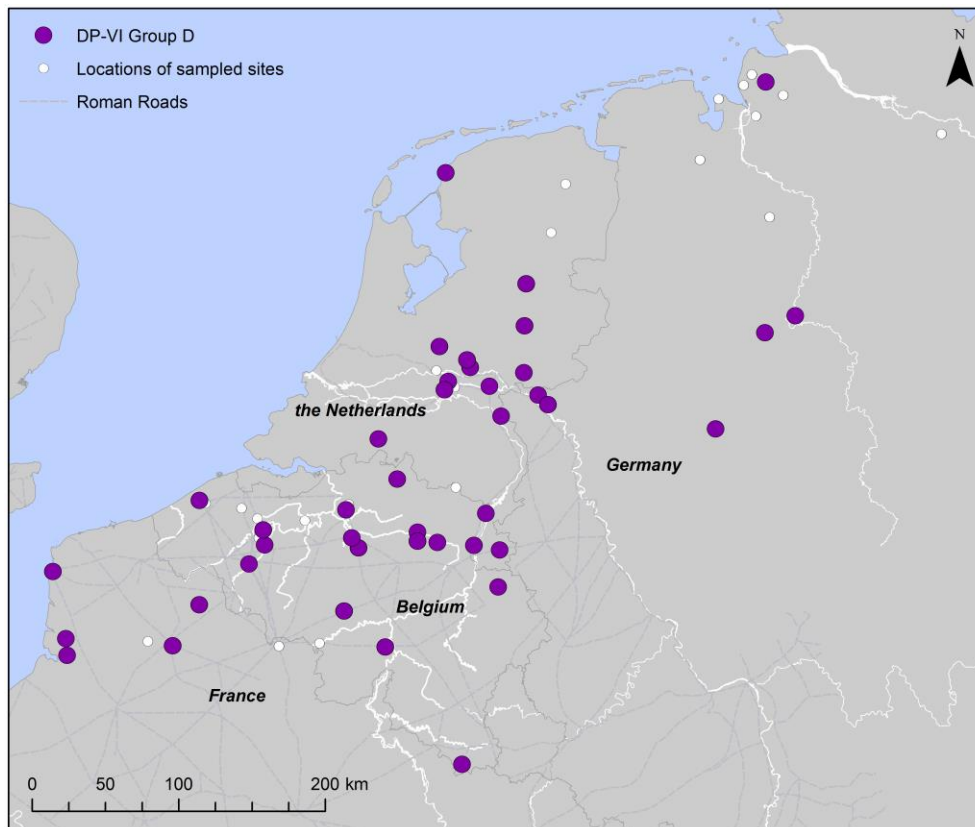 DP-VI Group D
Locations of sampled sites
Roman Roads
N
the Netherlands
Germany
Belgium
France
0 50 100 200 km